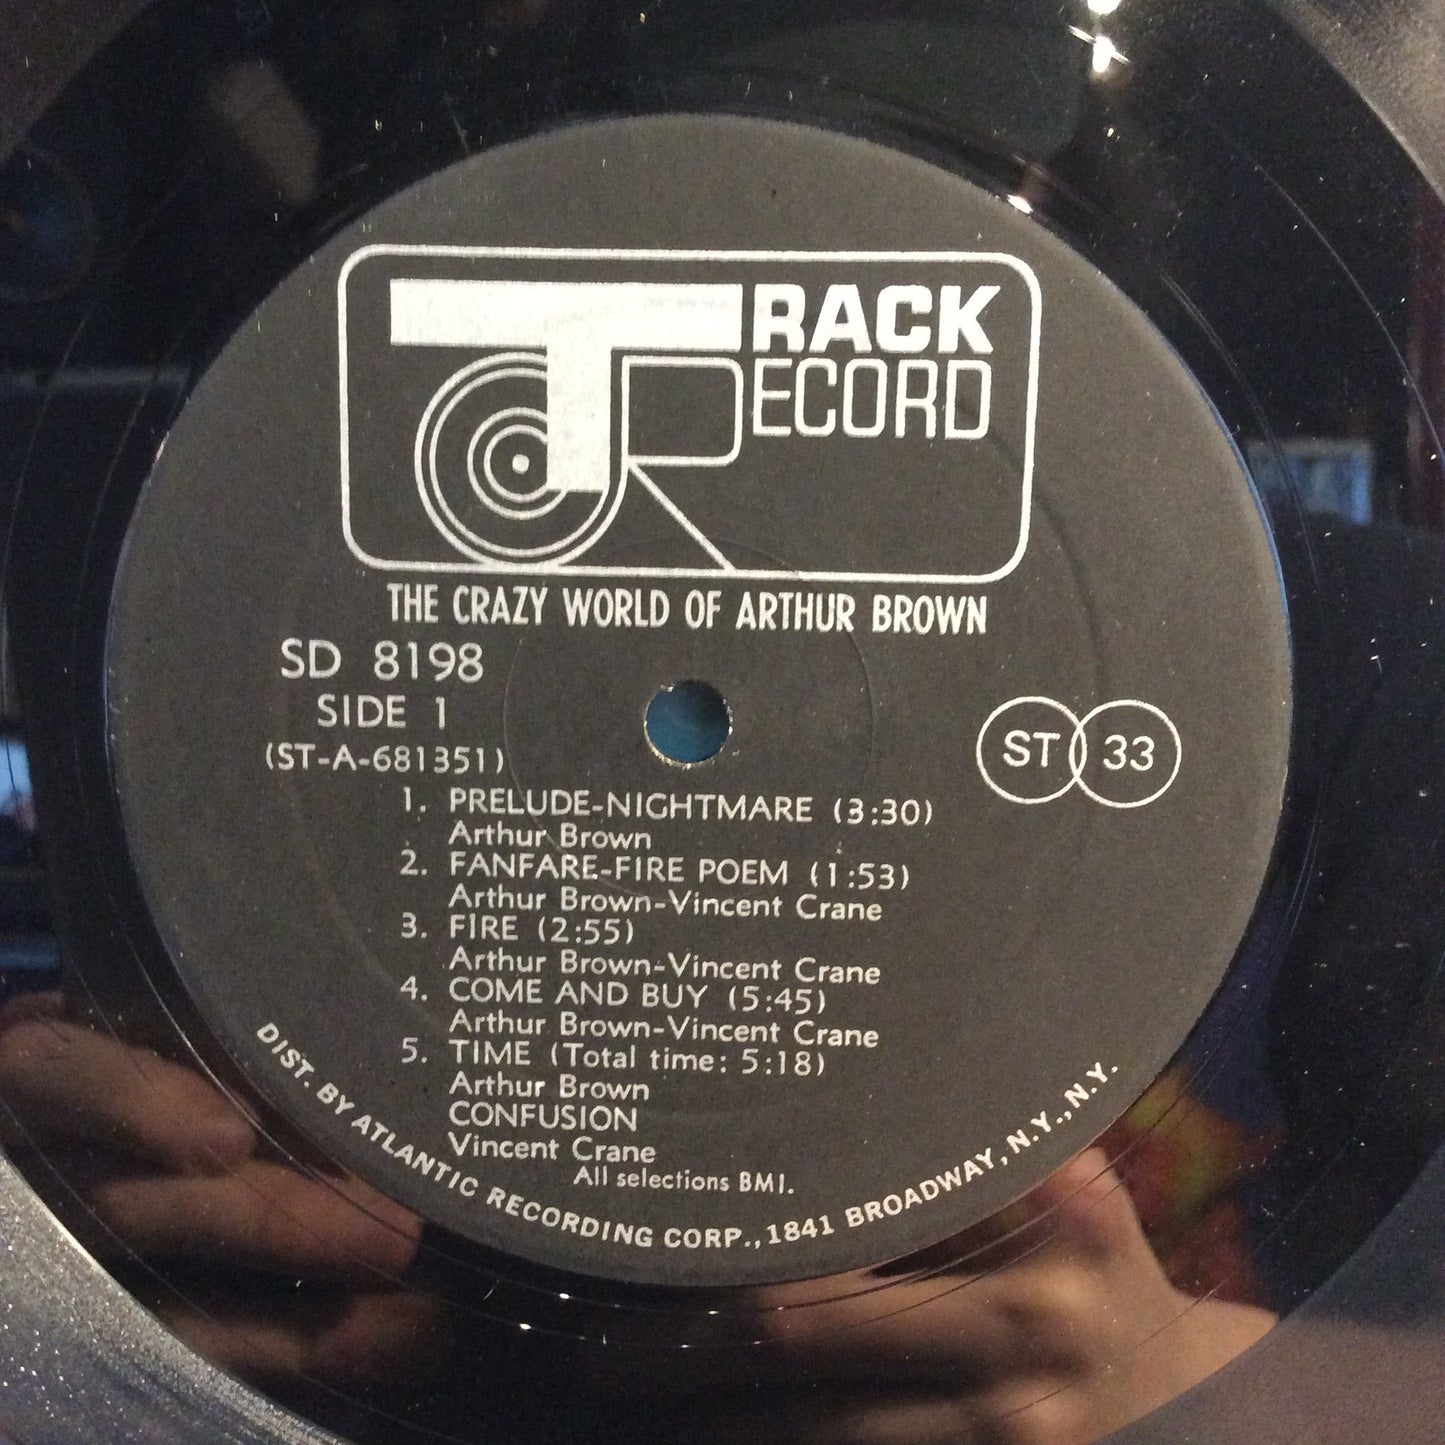 TRACK
RECORD
THE CRAZY WORLD OF ARTHUR BROWN
SD 8198
SIDE 1
(ST-A-681351)
ST 33
1. PRELUDE-NIGHTMARE (3:30)
Arthur Brown
2. FANFARE-FIRE POEM (1:53)
Arthur Brown-Vincent Crane
3. FIRE (2:55)
Arthur Brown-Vincent Crane
4. COME AND BUY (5:45)
Arthur Brown-Vincent Crane
5. TIME (Total time: 5:18)
Arthur Brown
CONFUSION
Vincent Crane
All selections BMI.
DIST. BY ATLANTIC RECORDING CORP., 1841 BROADWAY, N.Y., N.Y.